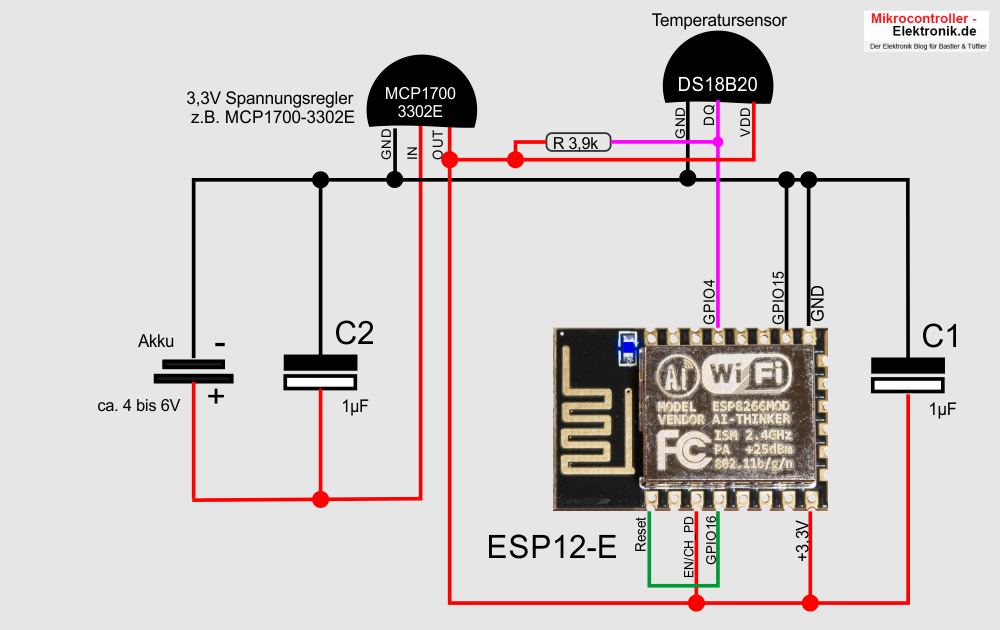 Temperatursensor
Mikrocontroller -
Elektronik.de
Der Elektronik Blog für Bastler & Tüftler
DS18B20
GND
DQ
VDD
3,3V Spannungsregler
z.B. MCP1700-3302E
MCP1700
3302E
GND
IN
OUT
R 3,9k
GPIO4
GPIO15
GND
Akku
-
+
ca. 4 bis 6V
C2
1µF
C1
1µF
Ai
WiFi
MODEL ESP8266MOD
VENDOR AI-THINKER
FC
ISM 2.4GHz
PA +25dBm
802.11b/g/n
ESP12-E
Reset
EN/CH PD
GPIO16
+3,3V